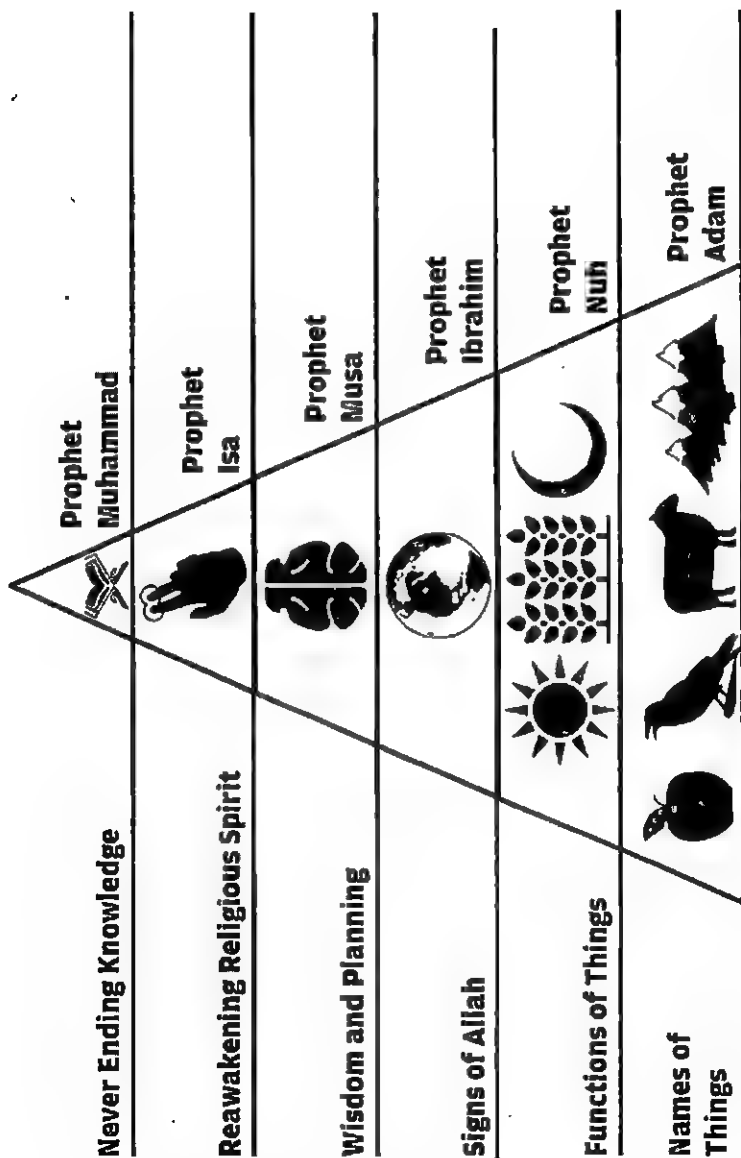 Prophet
Muhammad
Never Ending Knowledge
Prophet
Isa
Reawakening Religious Spirit
Prophet
Musa
Wisdom and Planning
Prophet
Ibrahim
Signs of Allah
Prophet
Nuh
Functions of Things
Prophet
Adam
Names of
Things